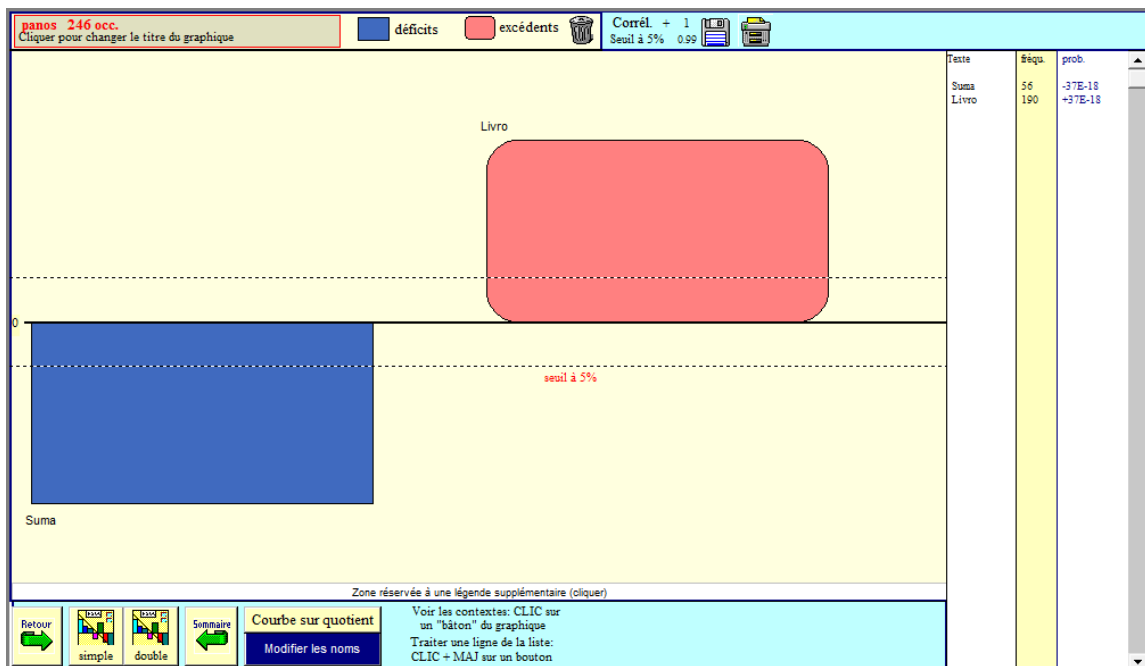 panos 246 occ.
Cliquer pour changer le titre du graphique
déficits
excédents
Corrél. + 1
Seuil à 5% 0.99
Texte fréqu. prob.
Suma 56 -37E-18
Livro 190 +37E-18
Livro
0
seuil à 5%
Suma
Zone réservée à une légende supplémentaire (cliquer)
Retour
simple
double
Sommaire
Courbe sur quotient
Modifier les noms
Voir les contextes: CLIC sur
un "bâton" du graphique
Traiter une ligne de la liste:
CLIC + MAJ sur un bouton